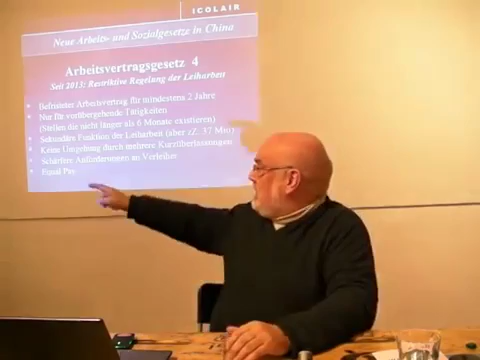 ICOLAIR
Neue Arbeits- und Sozialgesetze in China
Arbeitsvertragsgesetz 4
Seit 2013: Restriktive Regelung der Leiharbeit
Befristeter Arbeitsvertrag für mindestens 2 Jahre
Nur für vorübergehende Tätigkeiten
(Stellen die nicht länger als 6 Monate existieren)
Sekundäre Funktion der Leiharbeit (aber zZ. 37 Mio)
Keine Umgehung durch mehrere Kurzüberlassungen
Schärfere Anforderungen an Verleiher
Equal Pay